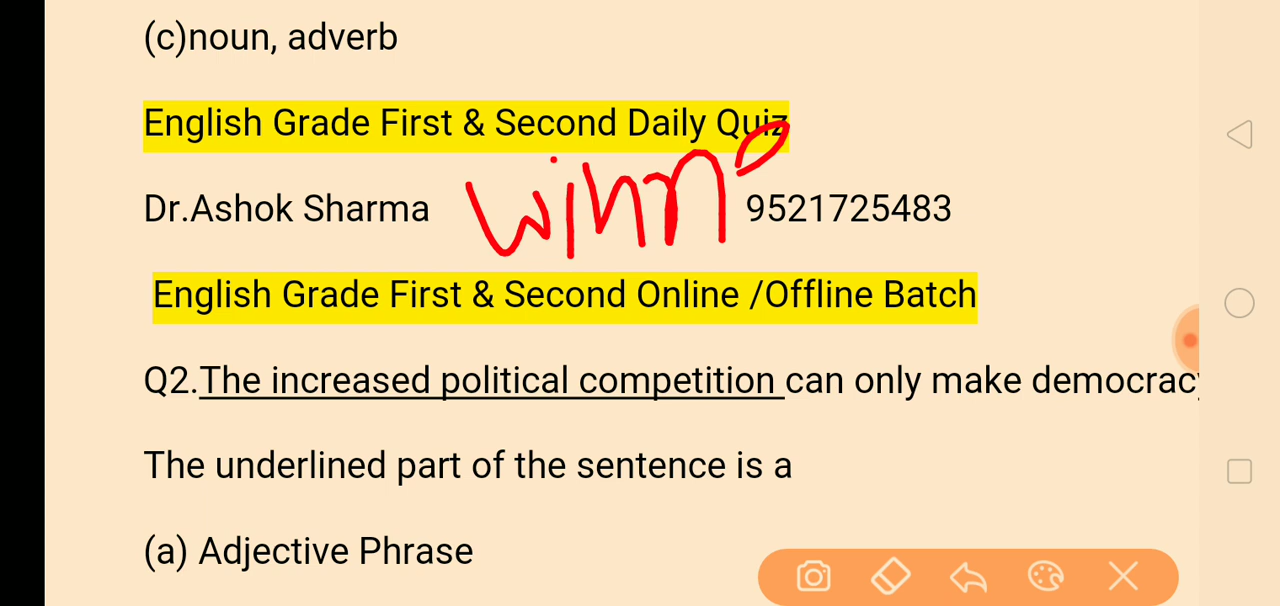 (c)noun, adverb
English Grade First & Second Daily Quiz
Dr.Ashok Sharma 9521725483
English Grade First & Second Online /Offline Batch
Q2.The increased political competition can only make democracy
The underlined part of the sentence is a
(a) Adjective Phrase